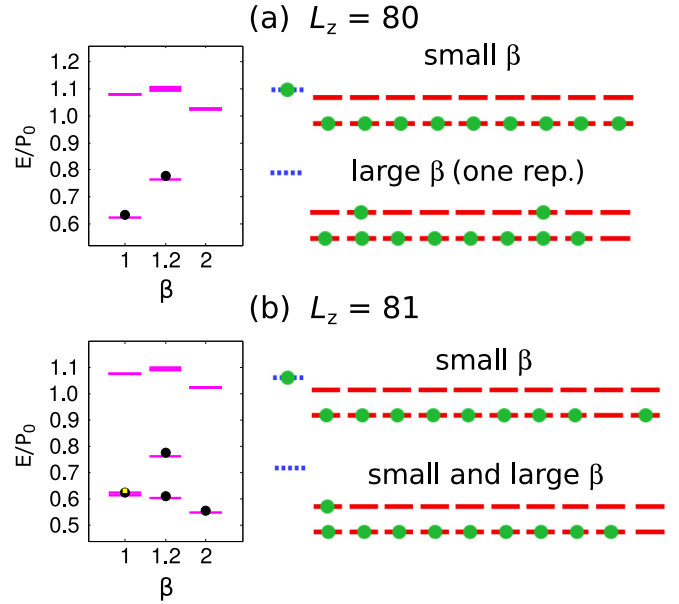 (a) L_z = 80
E/P_0
1.2
1.1
1.0
0.9
0.8
0.7
0.6
1 1.2 2
β
small β
large β (one rep.)
(b) L_z = 81
E/P_0
1.1
1.0
0.9
0.8
0.7
0.6
0.5
1 1.2 2
β
small β
small and large β